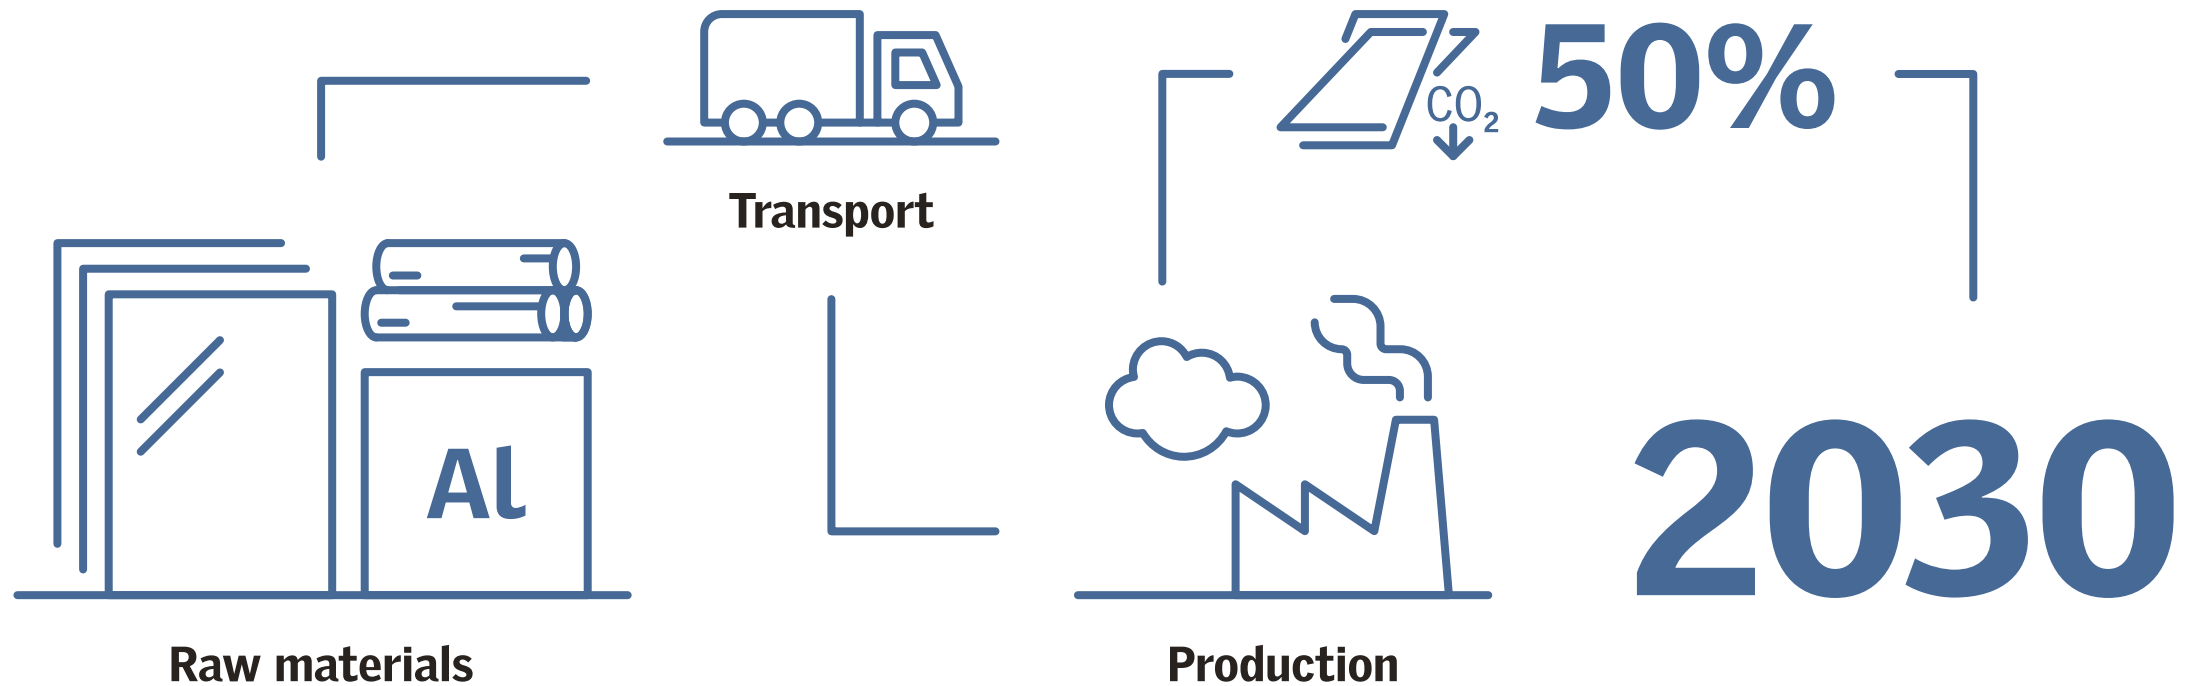 50%
CO₂
Transport
Al
2030
Raw materials
Production